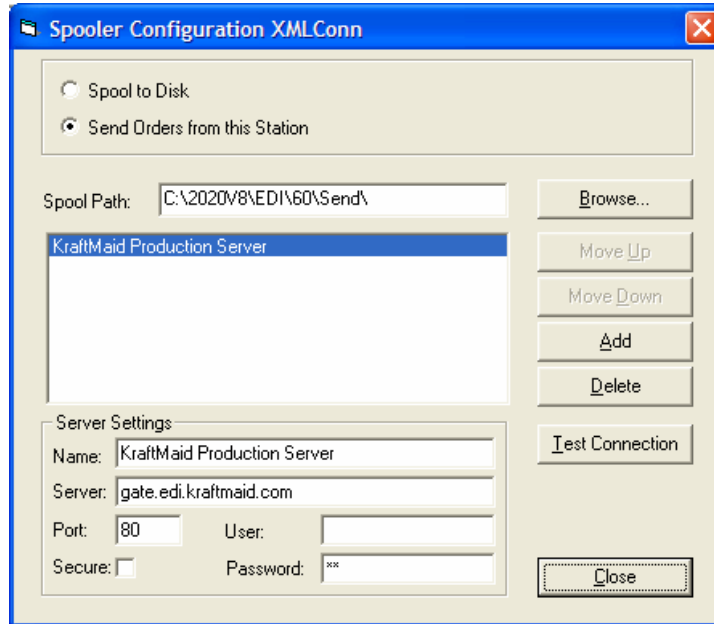 Spooler Configuration XMLConn
Spool to Disk
Send Orders from this Station
Spool Path: C:\2020V8\EDI\60\Send\ Browse...
KraftMaid Production Server
Move Up
Move Down
Add
Delete
Test Connection
Server Settings
Name: KraftMaid Production Server
Server: gate.edi.kraftmaid.com
Port: 80 User:
Secure: Password: **
Close